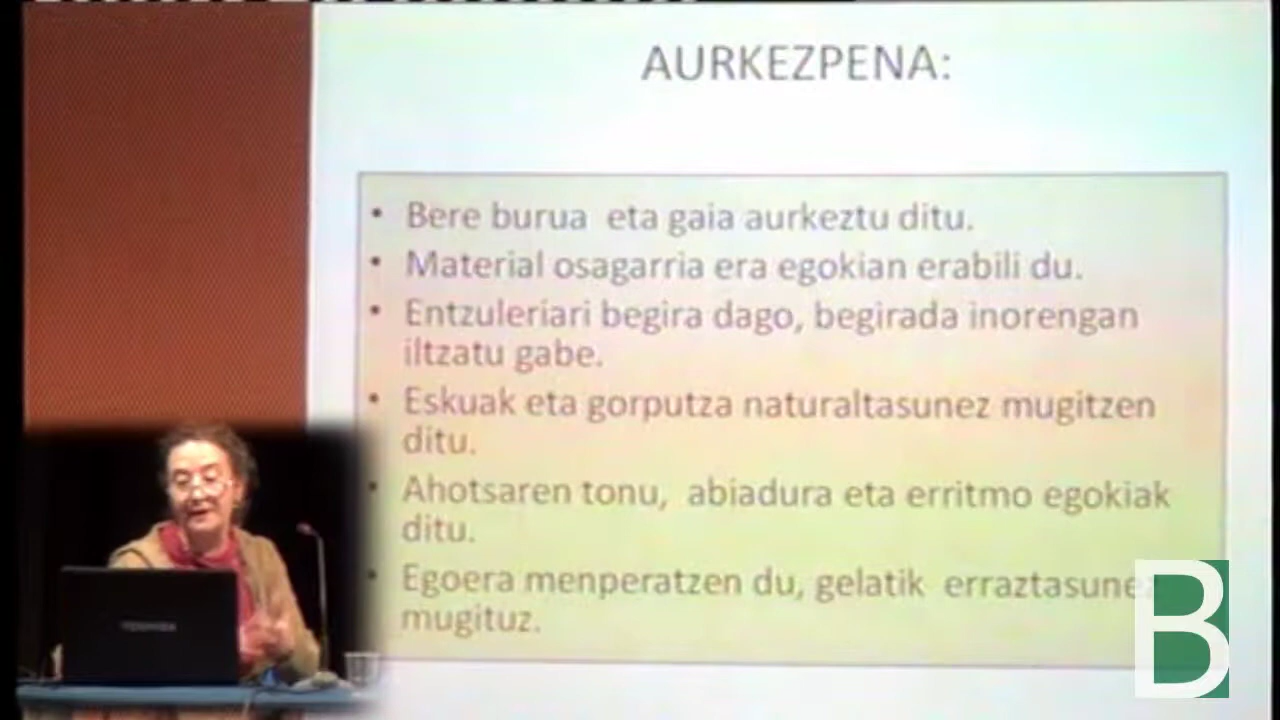 AURKEZPENA:
• Bere burua eta gaia aurkeztu ditu.
• Material osagarria era egokian erabili du.
• Entzuleriari begira dago, begirada inorengan
iltzatu gabe.
• Eskuak eta gorputza naturaltasunez mugitzen
ditu.
• Ahotsaren tonu, abiadura eta erritmo egokiak
ditu.
• Egoera menperatzen du, gelatik erraztasunez
mugituz.
TOSHIBA
B